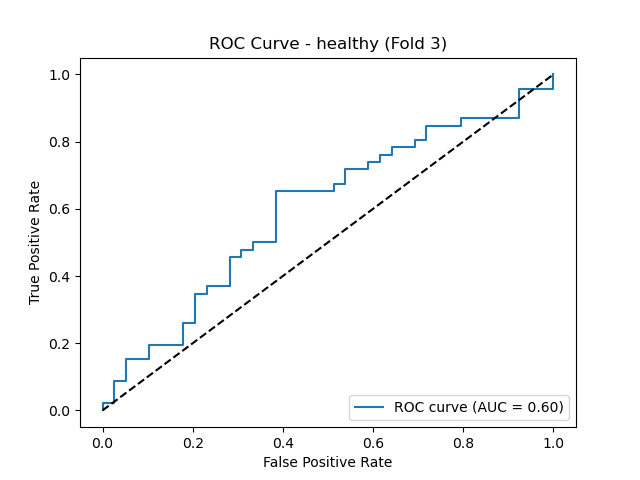 ROC Curve - healthy (Fold 3)
1.0
0.8
0.6
0.4
0.2
0.0
True Positive Rate
ROC curve (AUC = 0.60)
0.0 0.2 0.4 0.6 0.8 1.0
False Positive Rate